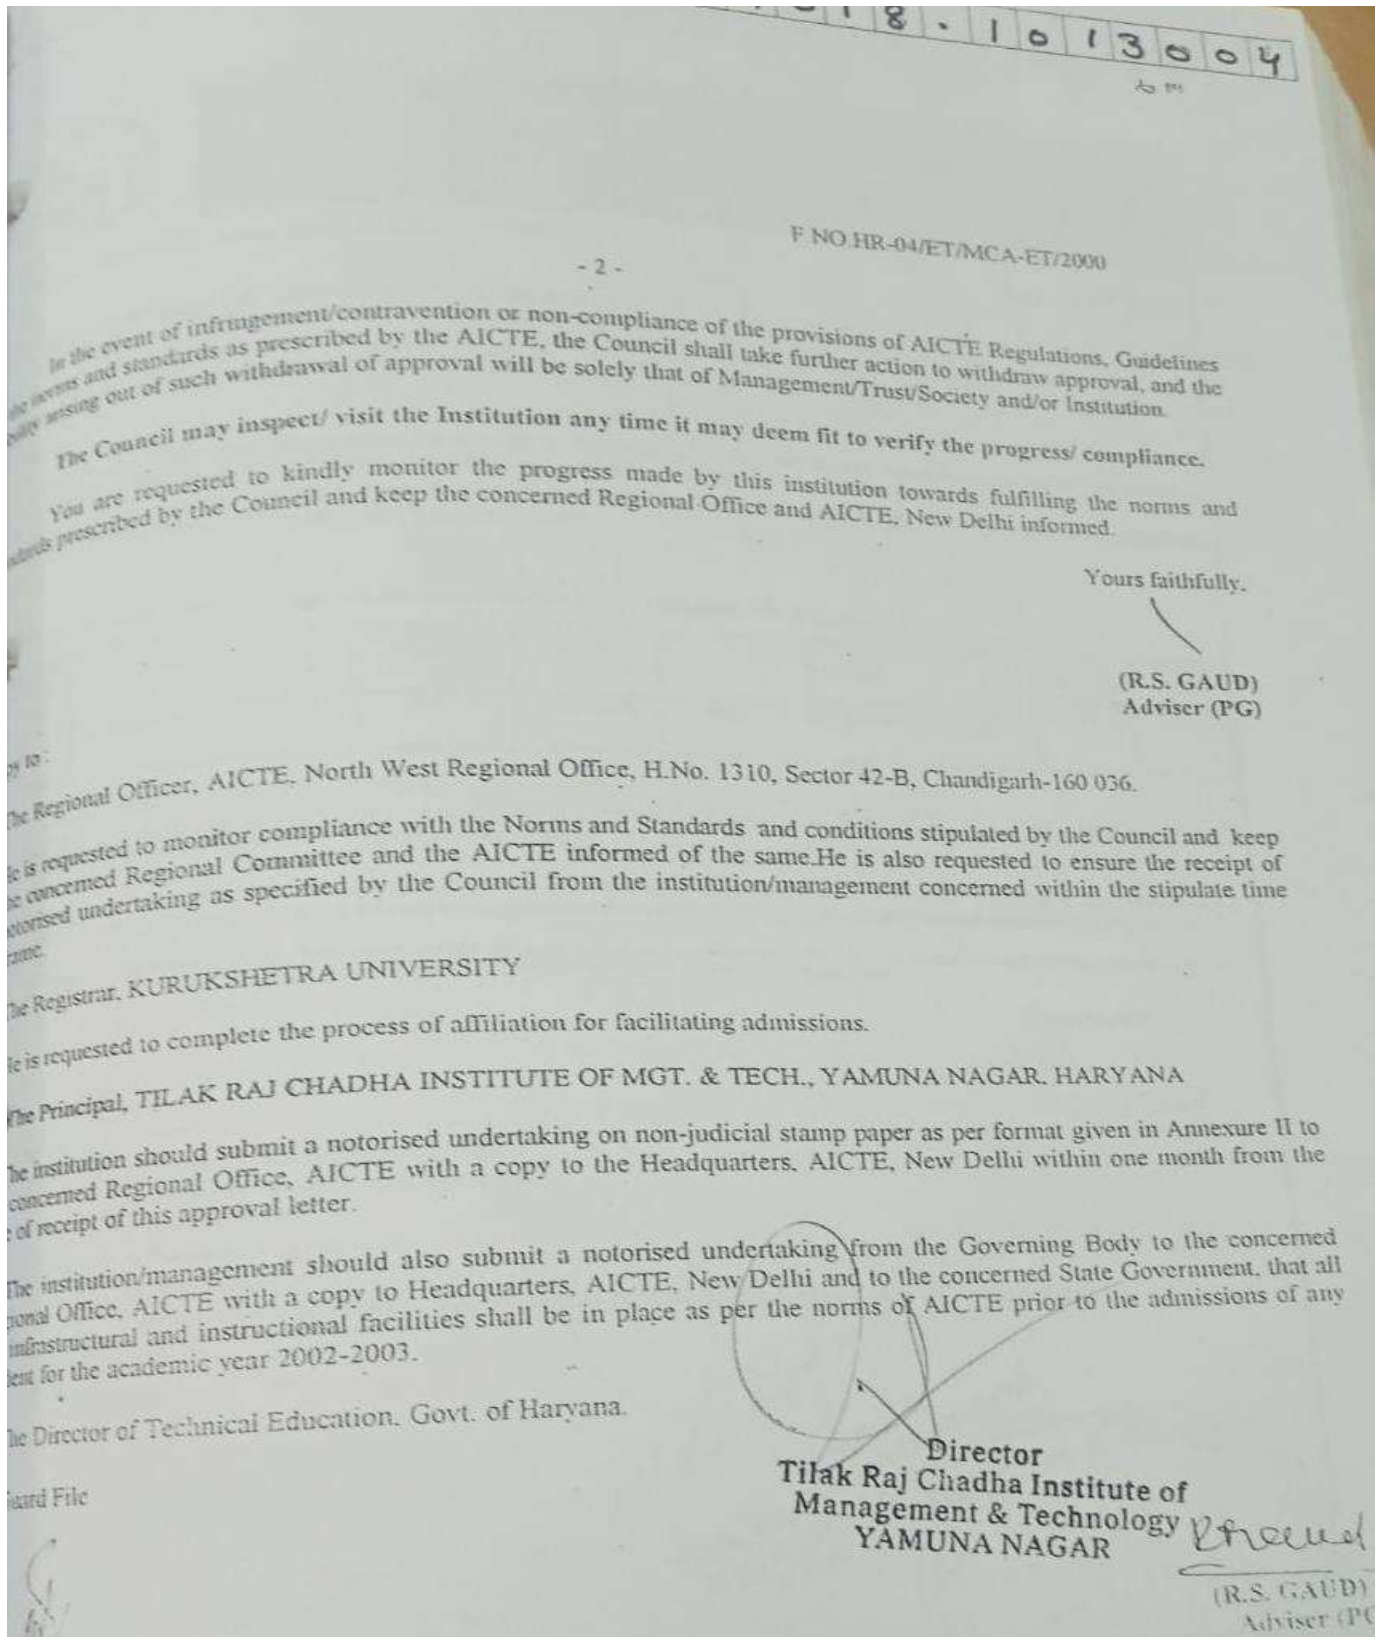 8 . 1 0 1 3 0 0 4
F.NO.HR-04/ET/MCA-ET/2000
- 2 -
In the event of infringement/contravention or non-compliance of the provisions of AICTE Regulations, Guidelines
norms and standards as prescribed by the AICTE, the Council shall take further action to withdraw approval, and the
arising out of such withdrawal of approval will be solely that of Management/Trust/Society and/or Institution.
The Council may inspect/ visit the Institution any time it may deem fit to verify the progress/ compliance.
You are requested to kindly monitor the progress made by this institution towards fulfilling the norms and
prescribed by the Council and keep the concerned Regional Office and AICTE, New Delhi informed.
Yours faithfully,
(R.S. GAUD)
Adviser (PG)
to :
The Regional Officer, AICTE, North West Regional Office, H.No. 1310, Sector 42-B, Chandigarh-160 036.
He is requested to monitor compliance with the Norms and Standards and conditions stipulated by the Council and keep
concerned Regional Committee and the AICTE informed of the same.He is also requested to ensure the receipt of
notorised undertaking as specified by the Council from the institution/management concerned within the stipulate time
The Registrar, KURUKSHETRA UNIVERSITY
He is requested to complete the process of affiliation for facilitating admissions.
The Principal, TILAK RAJ CHADHA INSTITUTE OF MGT. & TECH., YAMUNA NAGAR, HARYANA
The institution should submit a notorised undertaking on non-judicial stamp paper as per format given in Annexure II to
concerned Regional Office, AICTE with a copy to the Headquarters, AICTE, New Delhi within one month from the
of receipt of this approval letter.
The institution/management should also submit a notorised undertaking from the Governing Body to the concerned
Office, AICTE with a copy to Headquarters, AICTE, New Delhi and to the concerned State Government, that all
infrastructural and instructional facilities shall be in place as per the norms of AICTE prior to the admissions of any
for the academic year 2002-2003.
The Director of Technical Education, Govt. of Haryana.
File
Director
Tilak Raj Chadha Institute of
Management & Technology
YAMUNA NAGAR
(R.S. GAUD)
Adviser (PG